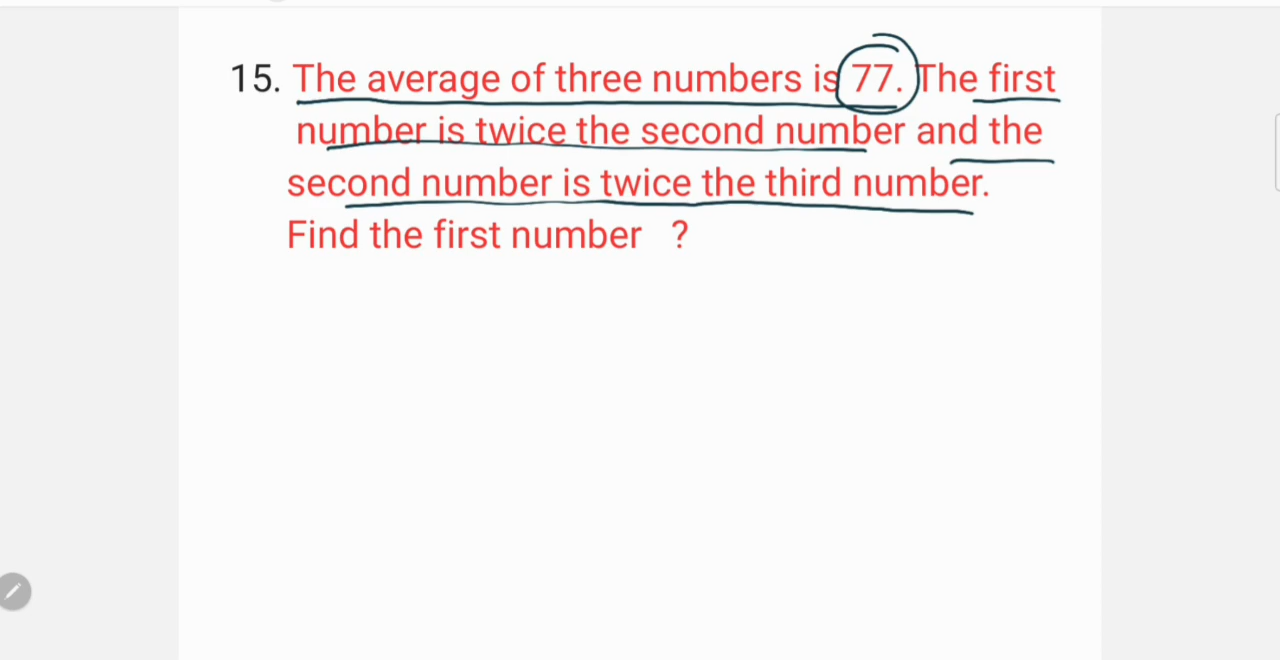 15. The average of three numbers is 77. The first
number is twice the second number and the
second number is twice the third number.
Find the first number ?